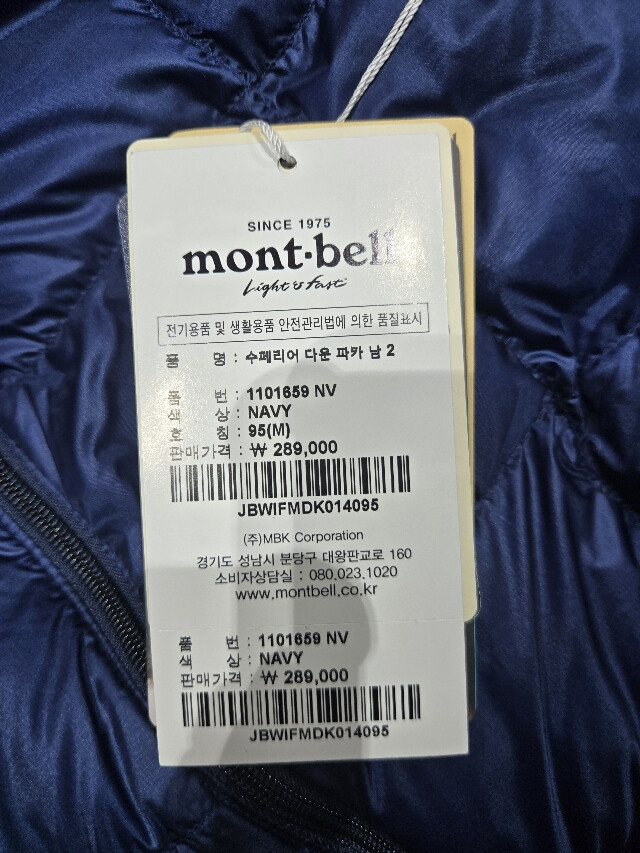 SINCE 1975
mont-bell
Light & Fast
전기용품 및 생활용품 안전관리법에 의한 품질표시
품 명 : 수페리어 다운 파카 남 2
품 번 : 1101659 NV
색 상 : NAVY
호 칭 : 95(M)
판매가격 : ₩ 289,000
JBWIFMDK014095
(주)MBK Corporation
경기도 성남시 분당구 대왕판교로 160
소비자상담실 : 080.023.1020
www.montbell.co.kr
품 번 : 1101659 NV
색 상 : NAVY
판매가격 : ₩ 289,000
JBWIFMDK014095